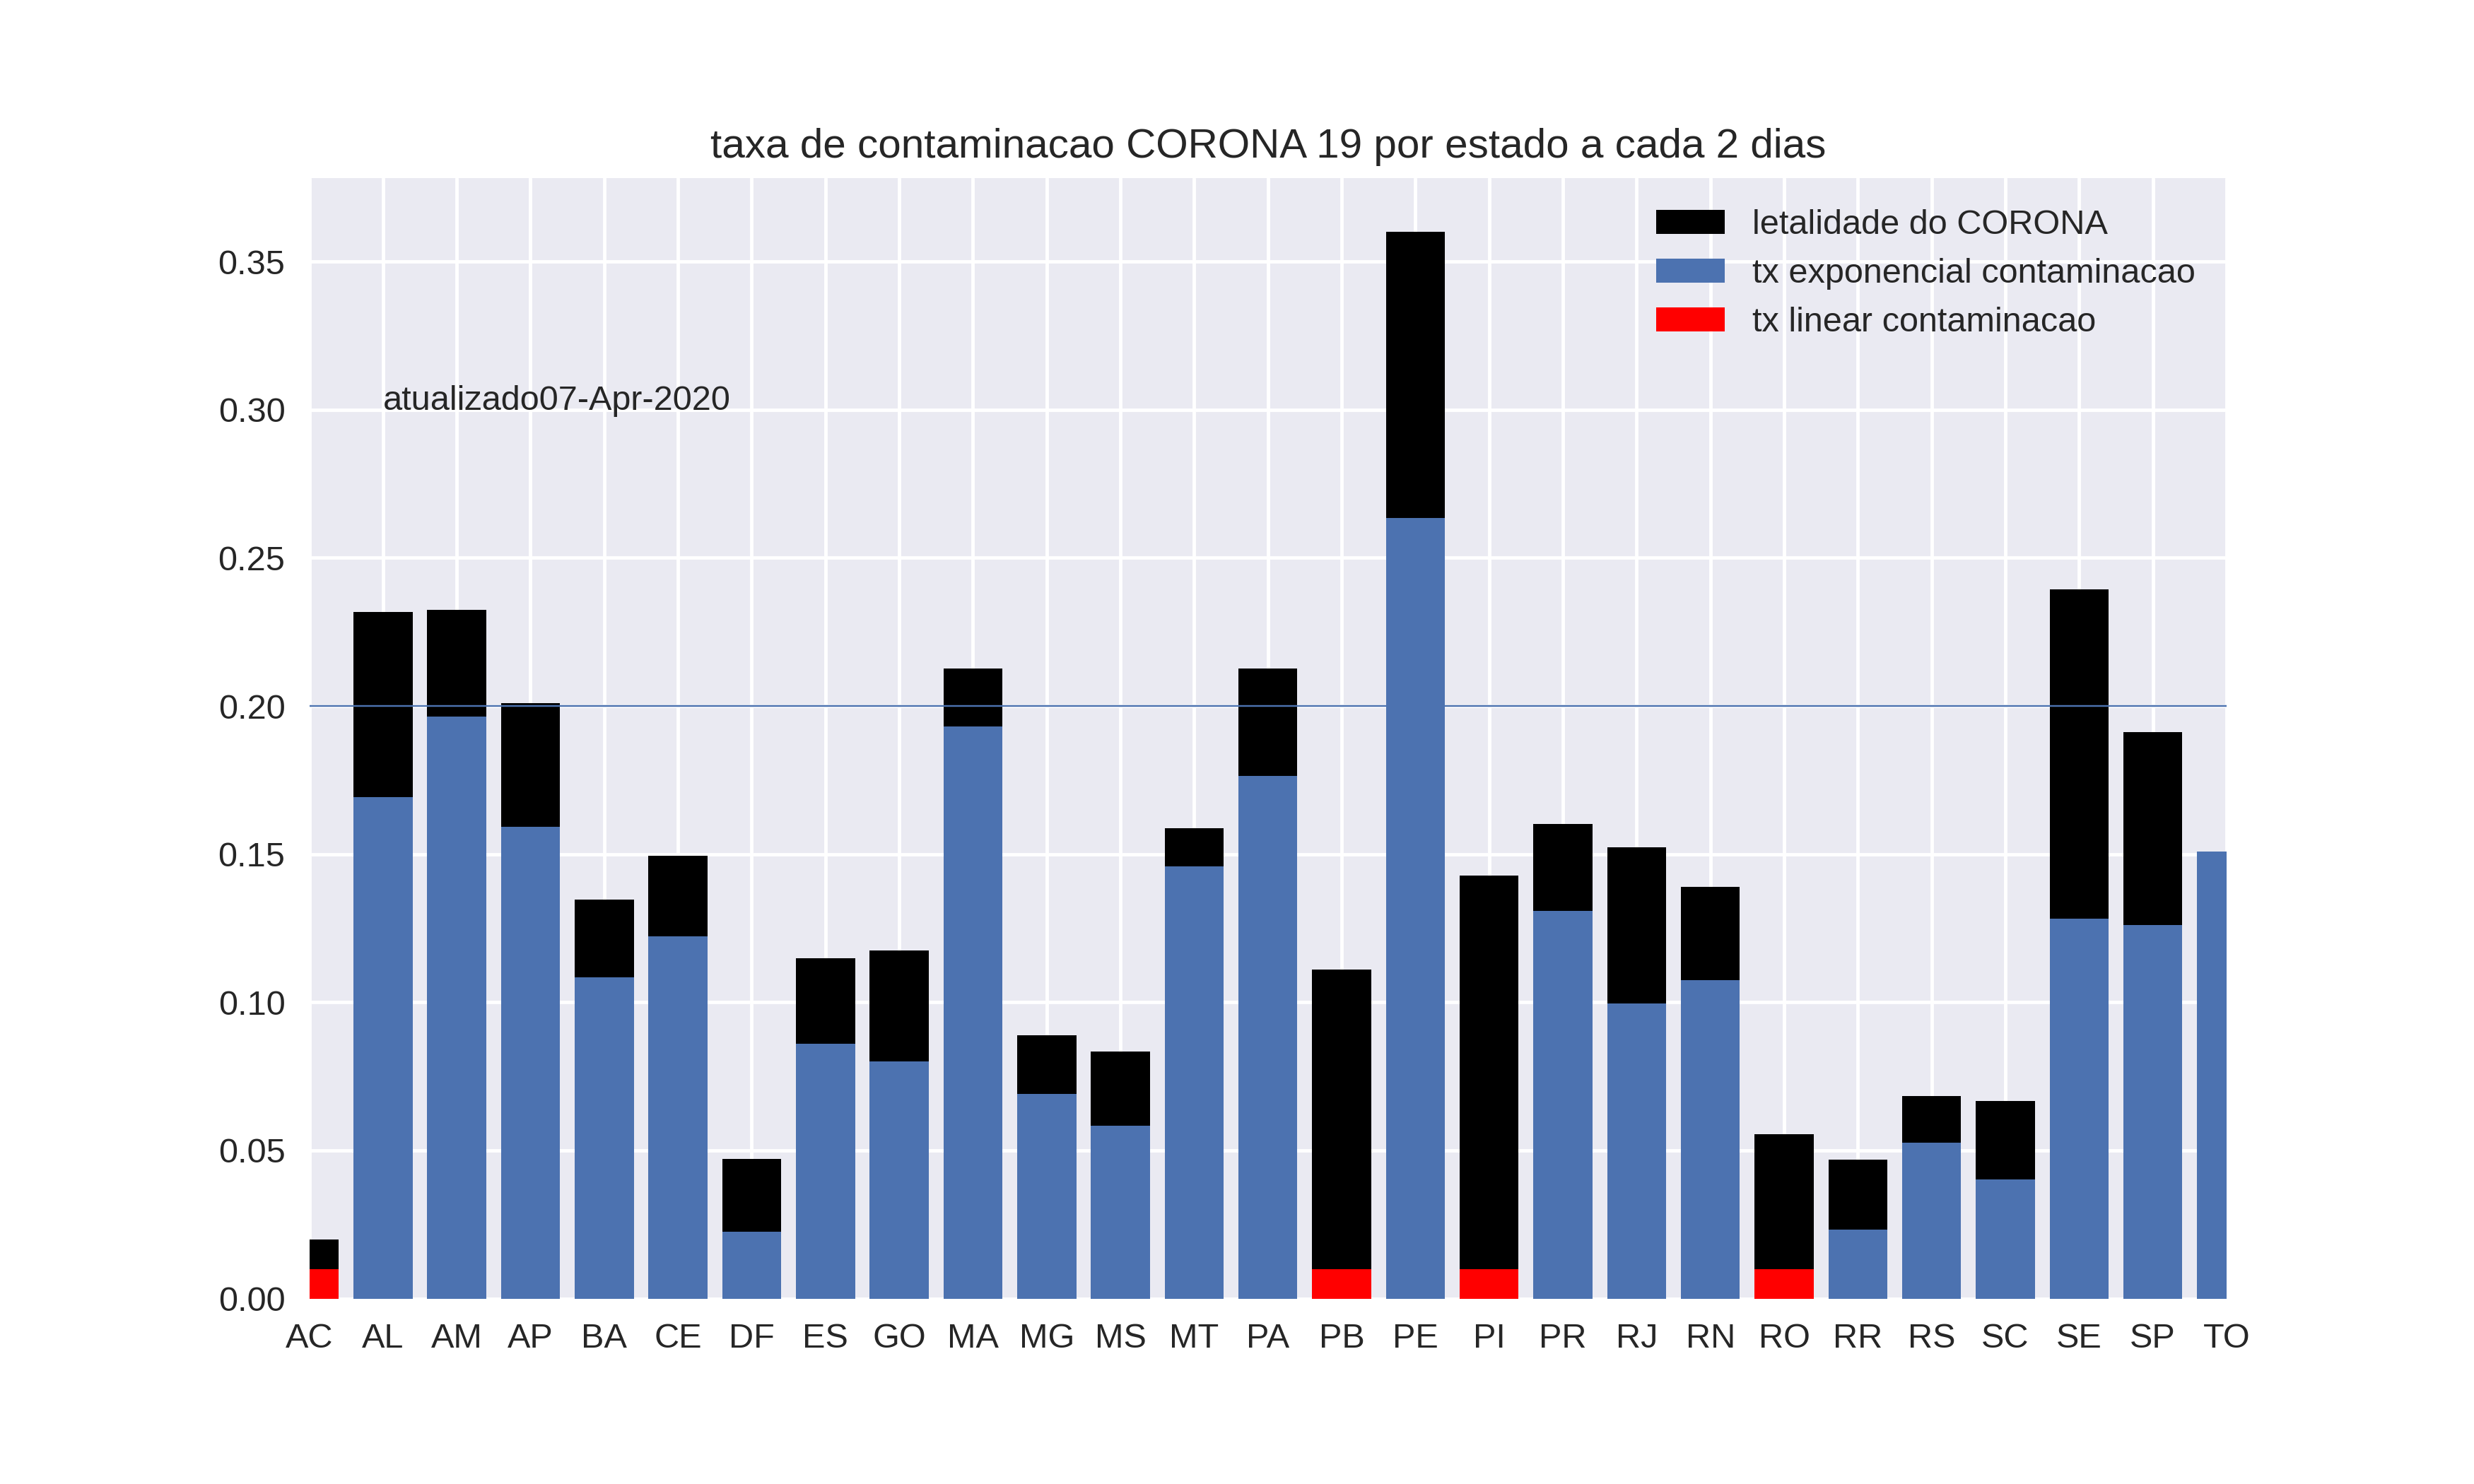 taxa de contaminacao CORONA 19 por estado a cada 2 dias
letalidade do CORONA
tx exponencial contaminacao
tx linear contaminacao
atualizado07-Apr-2020
0.35
0.30
0.25
0.20
0.15
0.10
0.05
0.00
AC AL AM AP BA CE DF ES GO MA MG MS MT PA PB PE PI PR RJ RN RO RR RS SC SE SP TO